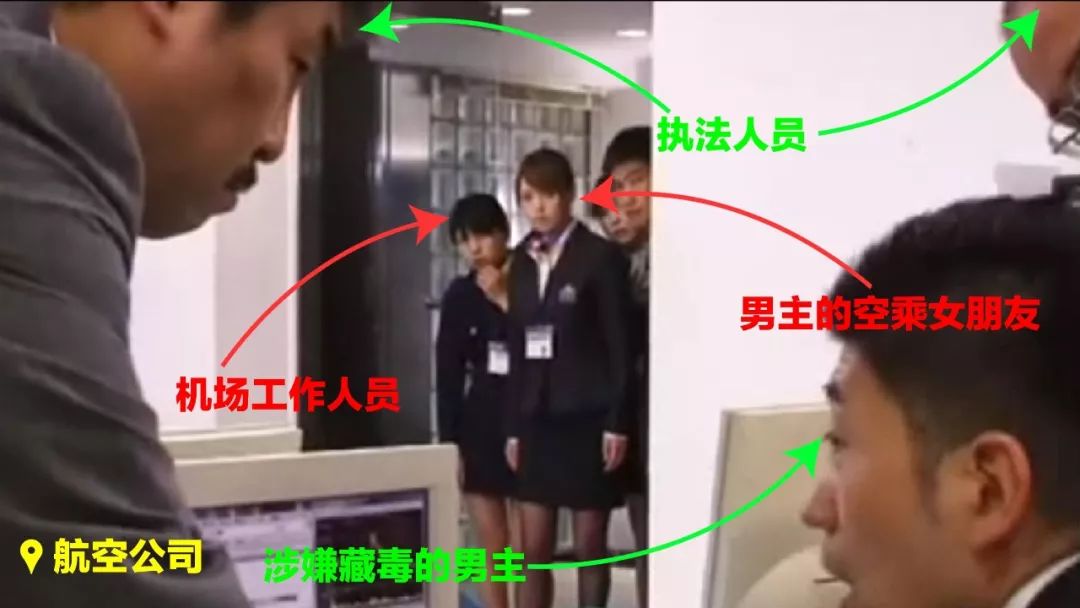 执法人员
男主的空乘女朋友
机场工作人员
航空公司
涉嫌藏毒的男主